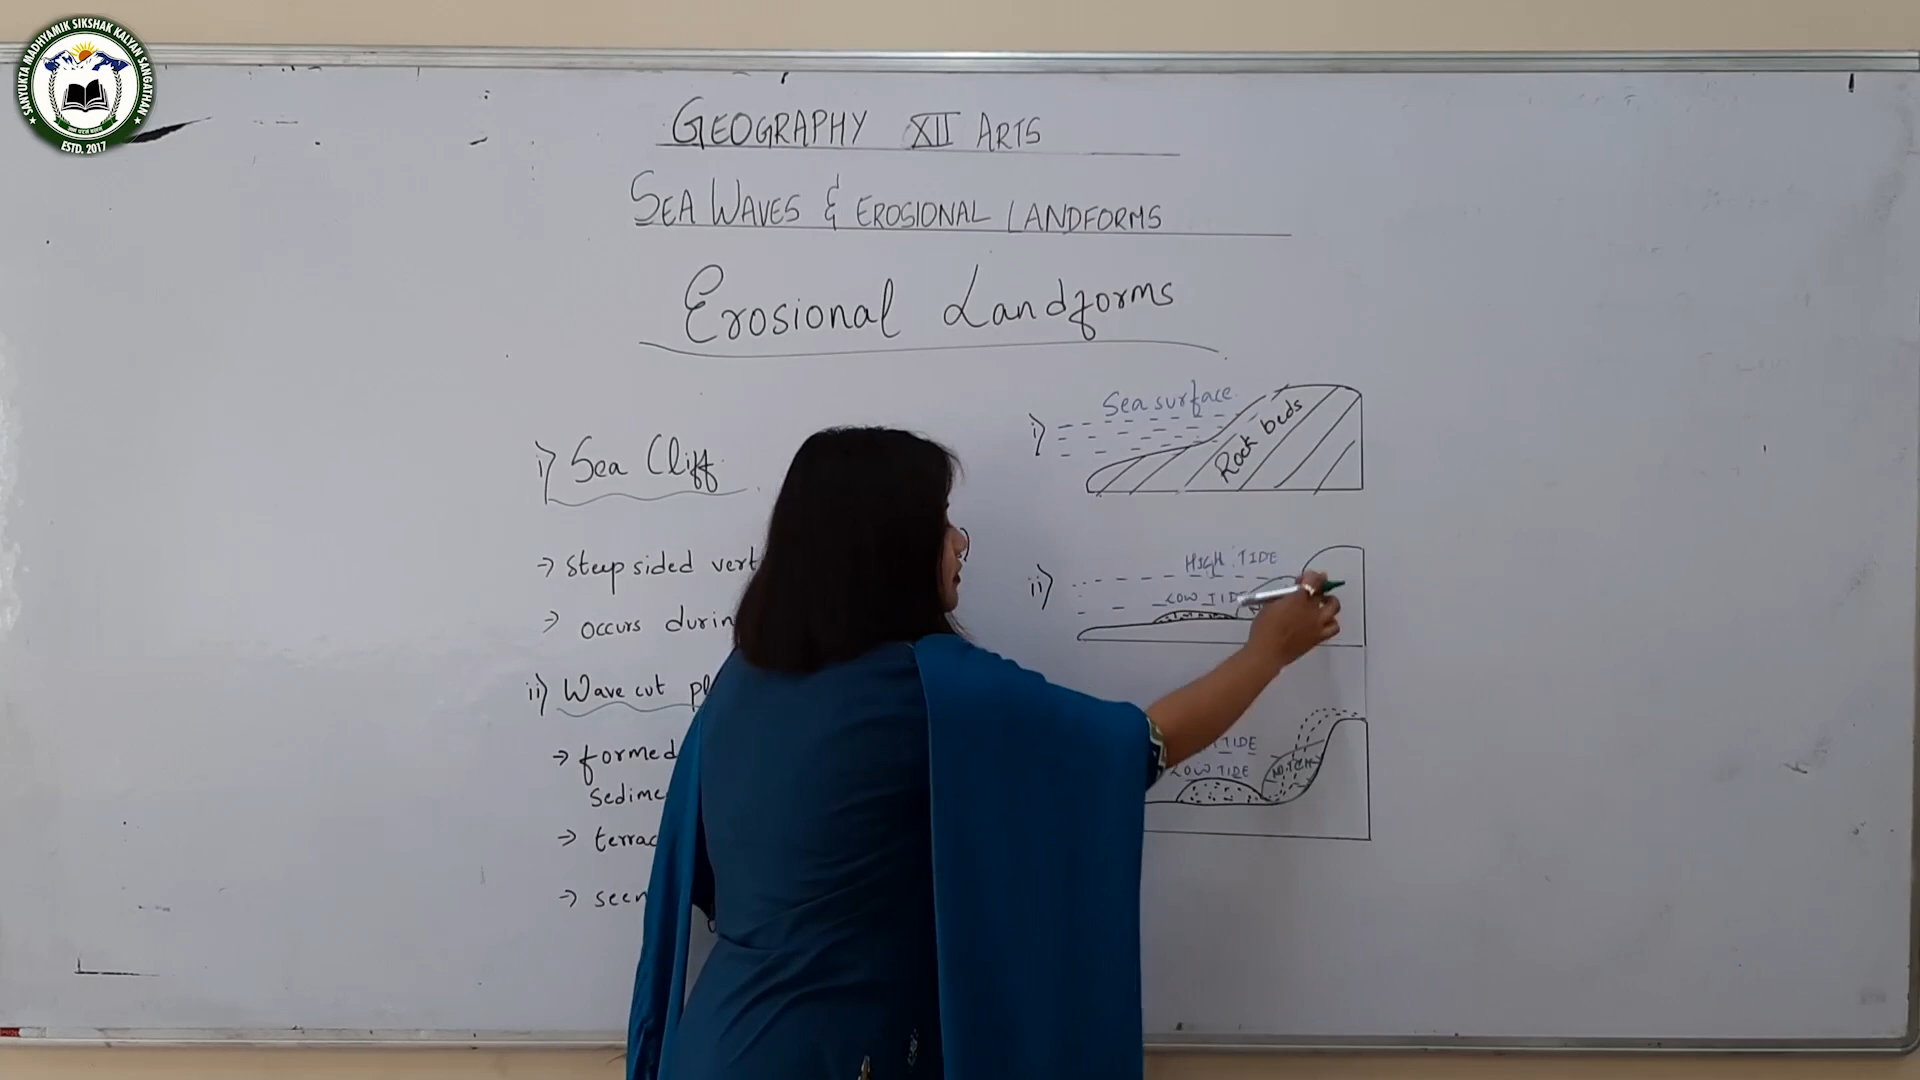 SANYUKTA MADHYAMIK SIKSHAK KALYAN SANGATHAN
ESTD. 2017
GEOGRAPHY XII ARTS
SEA WAVES & EROSIONAL LANDFORMS
Erosional Landforms
i) Sea Cliff
→ Steep sided vert
→ occurs durin
ii) Wave cut pl
→ formed
sedime
→ terrac
→ seen
i) Sea surface
Rock beds
ii) HIGH TIDE
LOW TIDE
TIDE
LOW TIDE
NOTCH